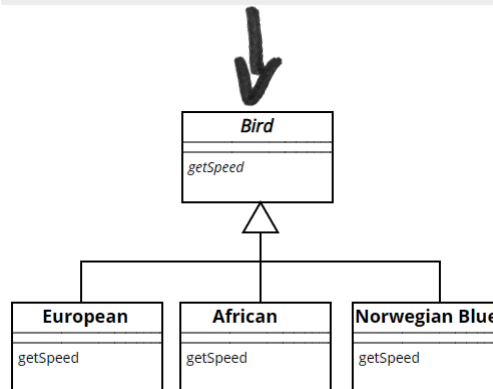 Bird
getSpeed
European
African
Norwegian Blue
getSpeed
getSpeed
getSpeed